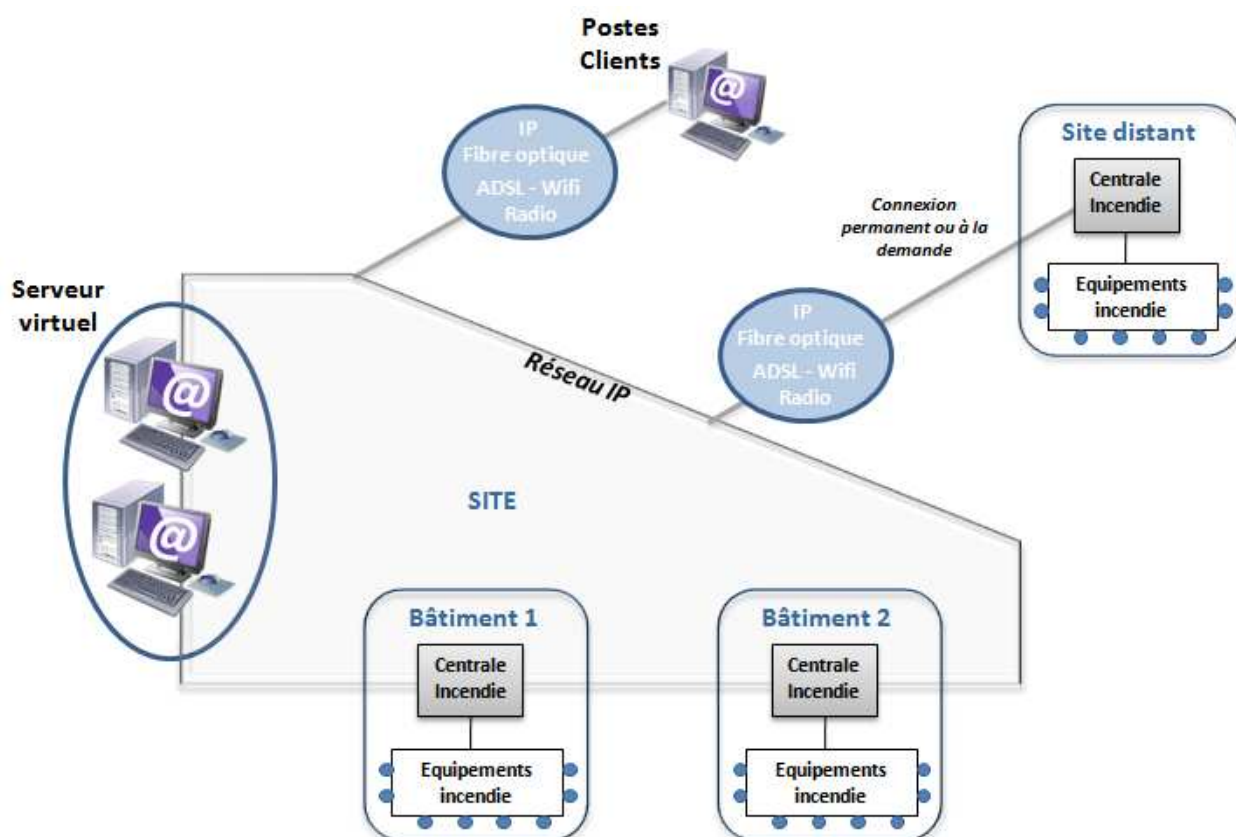 Postes
Clients
IP
Fibre optique
ADSL - Wifi
Radio
Site distant
Centrale
Incendie
Connexion
permanent ou à la
demande
Equipements
incendie
Serveur
virtuel
@
@
@
IP
Fibre optique
ADSL - Wifi
Radio
Réseau IP
SITE
Bâtiment 1
Centrale
Incendie
Equipements
incendie
Bâtiment 2
Centrale
Incendie
Equipements
incendie